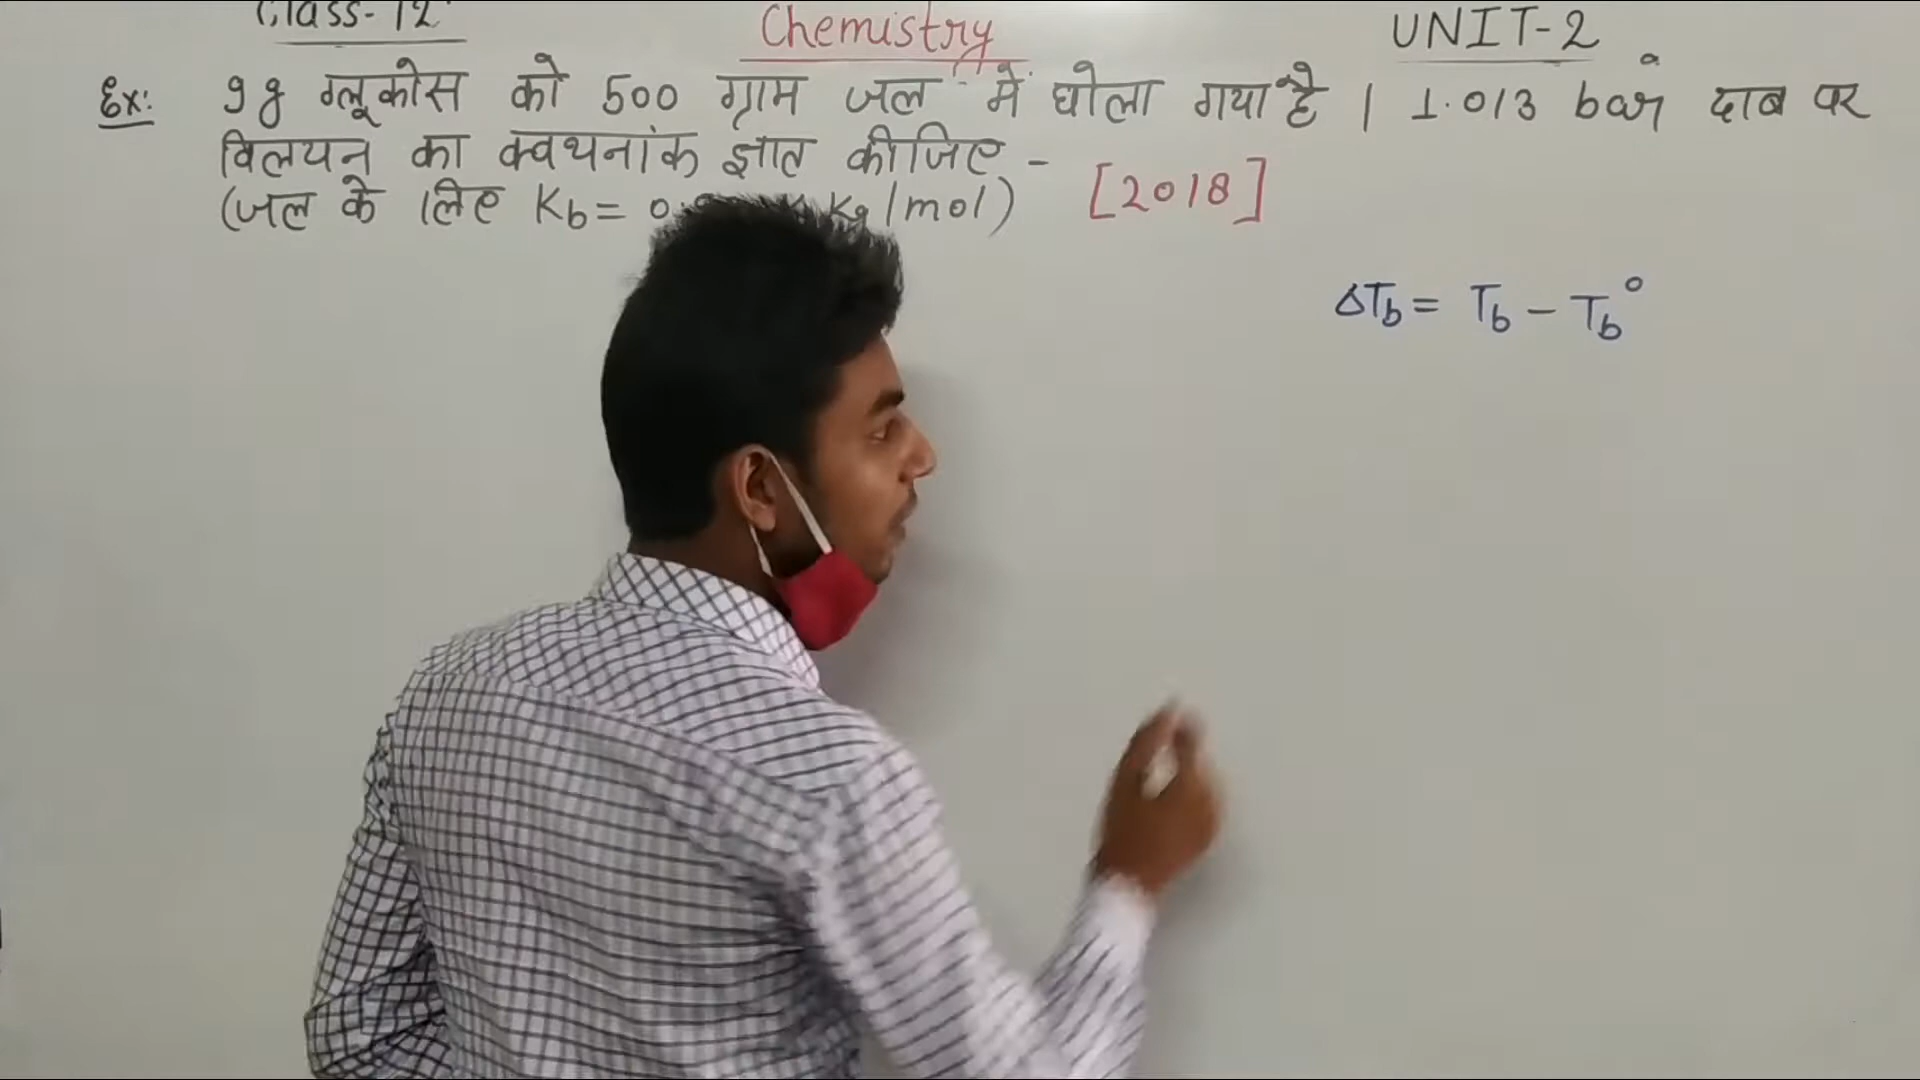 Class-12
Chemistry
UNIT-2
Ex: 9g ग्लूकोस को 500 ग्राम जल में घोला गया है | 1.013 bar दाब पर
विलयन का क्वथनांक ज्ञात कीजिए -
(जल के लिए Kb= 0. Kg/mol) [2018]
ΔTb = Tb - Tb°